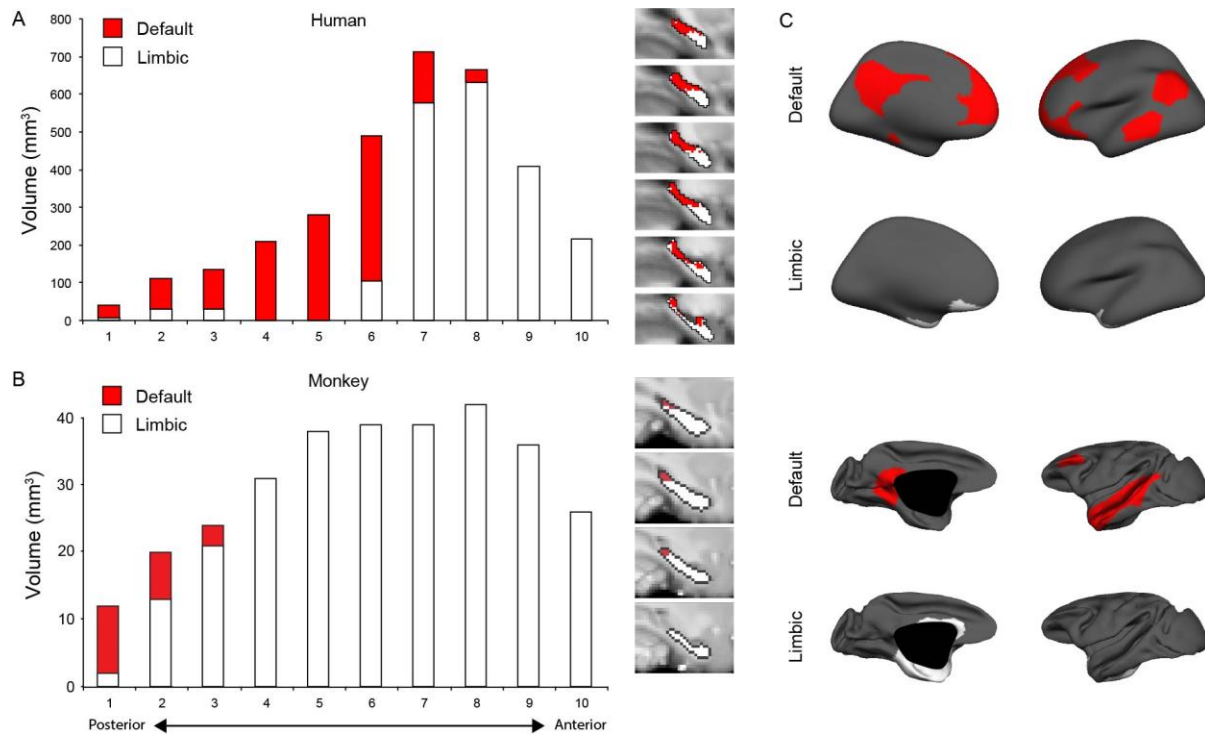 A
Human
Default
Limbic
Volume (mm³)
800
700
600
500
400
300
200
100
0
1 2 3 4 5 6 7 8 9 10
B
Monkey
Default
Limbic
Volume (mm³)
40
30
20
10
0
1 2 3 4 5 6 7 8 9 10
Posterior Anterior
C
Default
Limbic
Default
Limbic